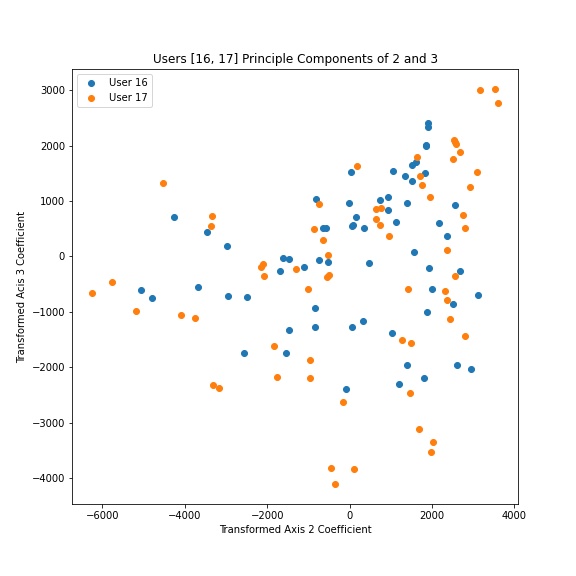 Users [16, 17] Principle Components of 2 and 3
User 16
User 17
3000
2000
1000
0
−1000
−2000
−3000
−4000
Transformed Acis 3 Coefficient
−6000 −4000 −2000 0 2000 4000
Transformed Axis 2 Coefficient